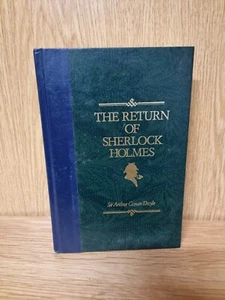 THE RETURN
OF
SHERLOCK
HOLMES
Sir Arthur Conan Doyle